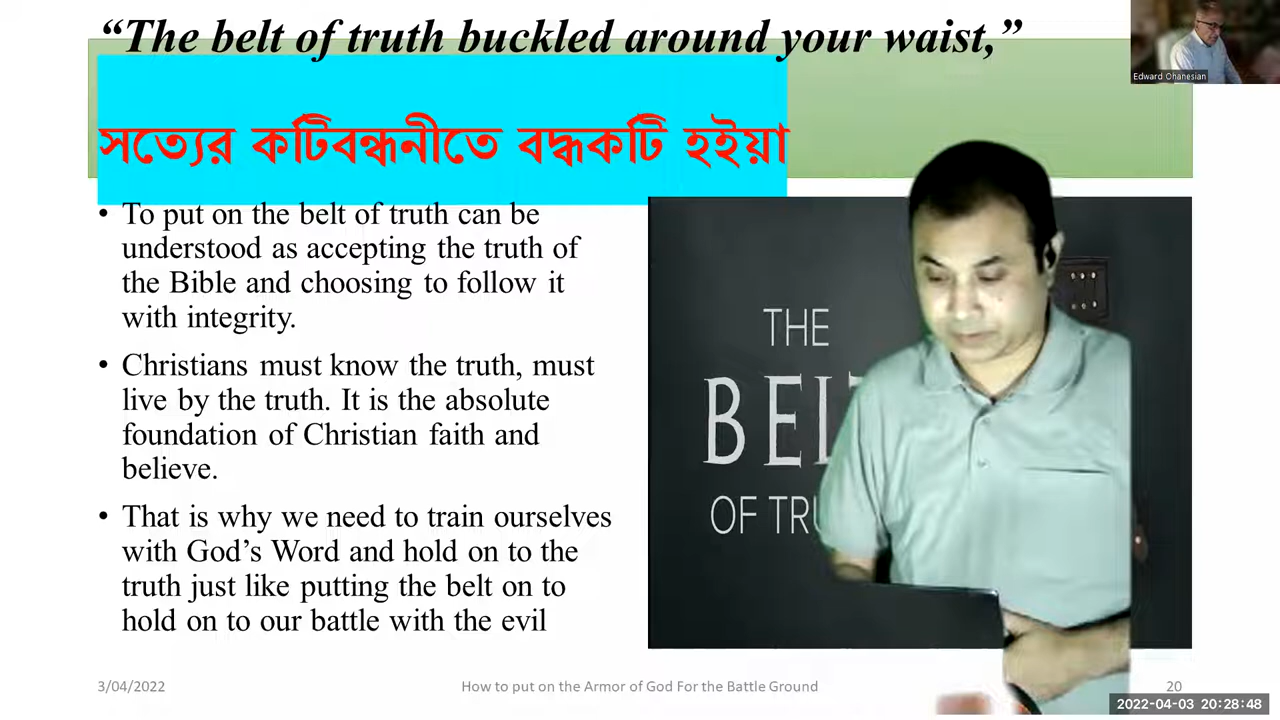 “The belt of truth buckled around your waist,”
Edward Ohanesian
সত্যের কটিবন্ধনীতে বদ্ধকটি হইয়া
• To put on the belt of truth can be
understood as accepting the truth of
the Bible and choosing to follow it
with integrity.
• Christians must know the truth, must
live by the truth. It is the absolute
foundation of Christian faith and
believe.
• That is why we need to train ourselves
with God’s Word and hold on to the
truth just like putting the belt on to
hold on to our battle with the evil
THE
BEL
OF TRU
3/04/2022 How to put on the Armor of God For the Battle Ground 20
2022-04-03 20:28:48